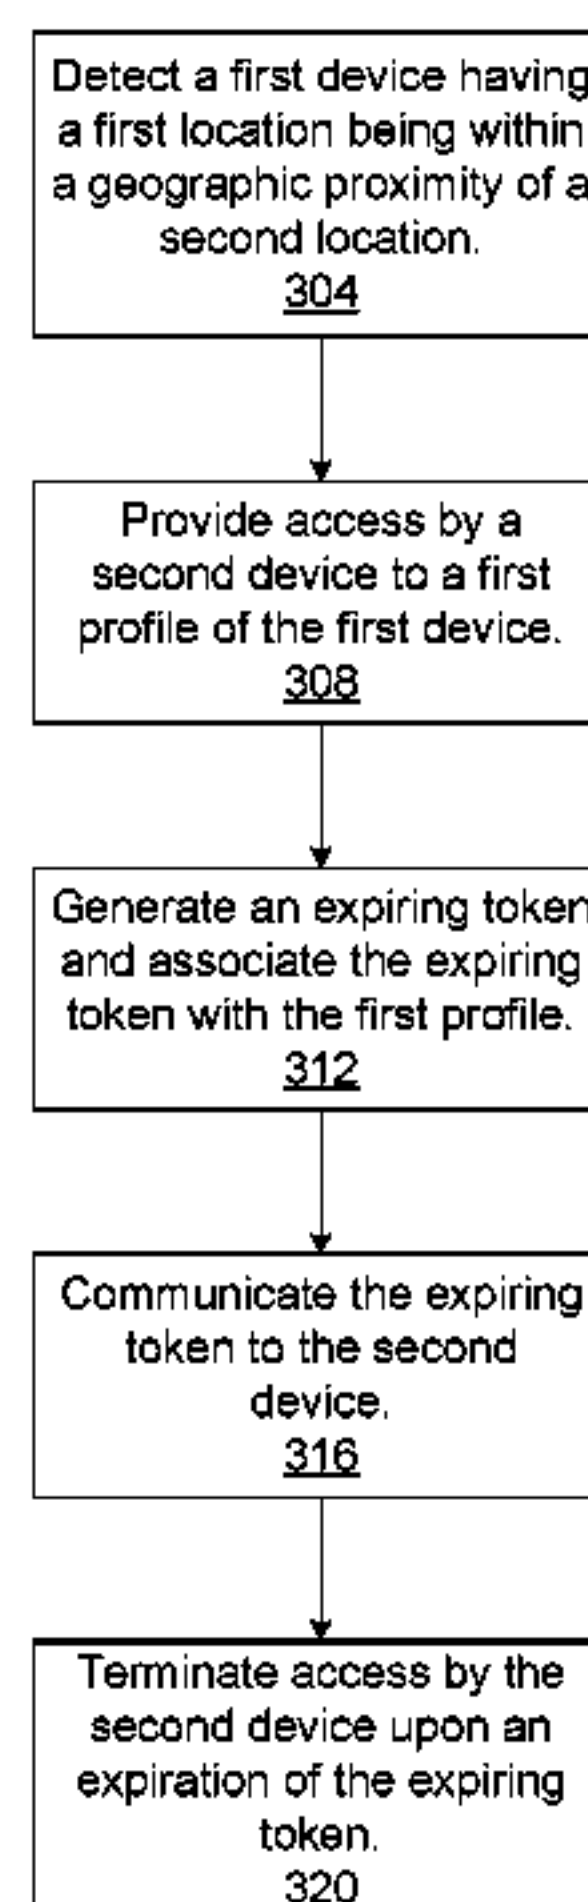 Detect a first device having
a first location being within
a geographic proximity of a
second location.
304
Provide access by a
second device to a first
profile of the first device.
308
Generate an expiring token
and associate the expiring
token with the first profile.
312
Communicate the expiring
token to the second
device.
316
Terminate access by the
second device upon an
expiration of the expiring
token.
320